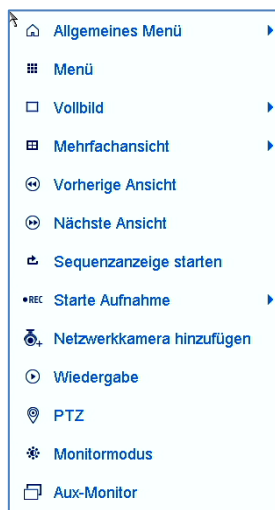 Allgemeines Menü
Menü
Vollbild
Mehrfachansicht
Vorherige Ansicht
Nächste Ansicht
Sequenzanzeige starten
REC Starte Aufnahme
Netzwerkkamera hinzufügen
Wiedergabe
PTZ
Monitormodus
Aux-Monitor